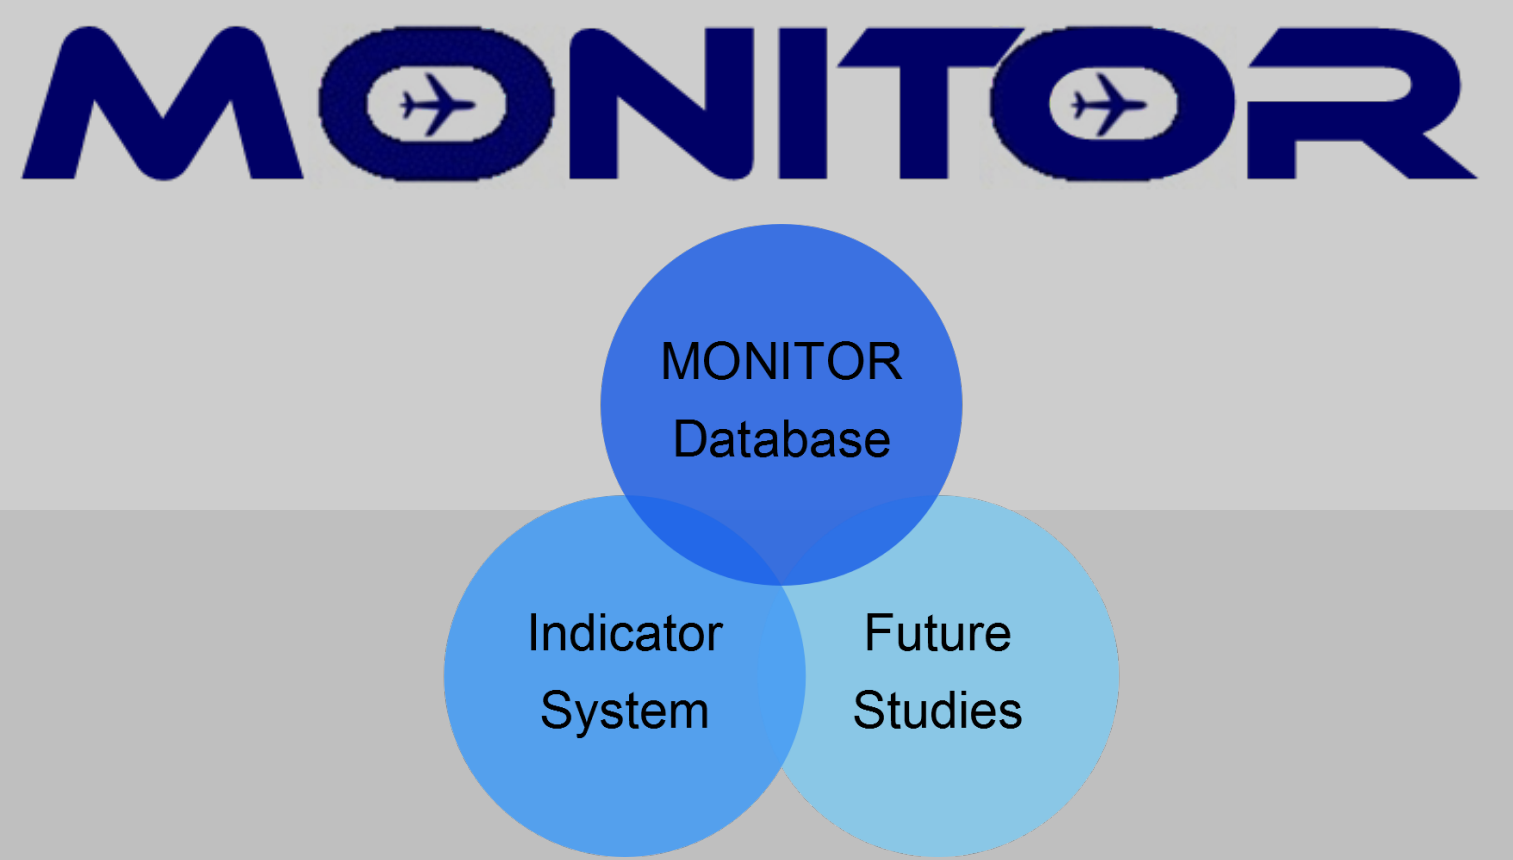 MONITOR
MONITOR
Database
Indicator
System
Future
Studies